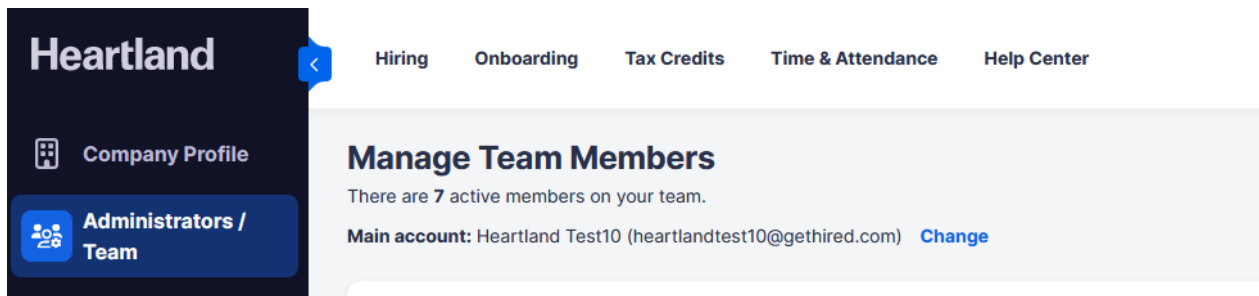 Heartland
Hiring Onboarding Tax Credits Time & Attendance Help Center
Company Profile
Administrators /
Team
Manage Team Members
There are 7 active members on your team.
Main account: Heartland Test10 (heartlandtest10@gethired.com) Change